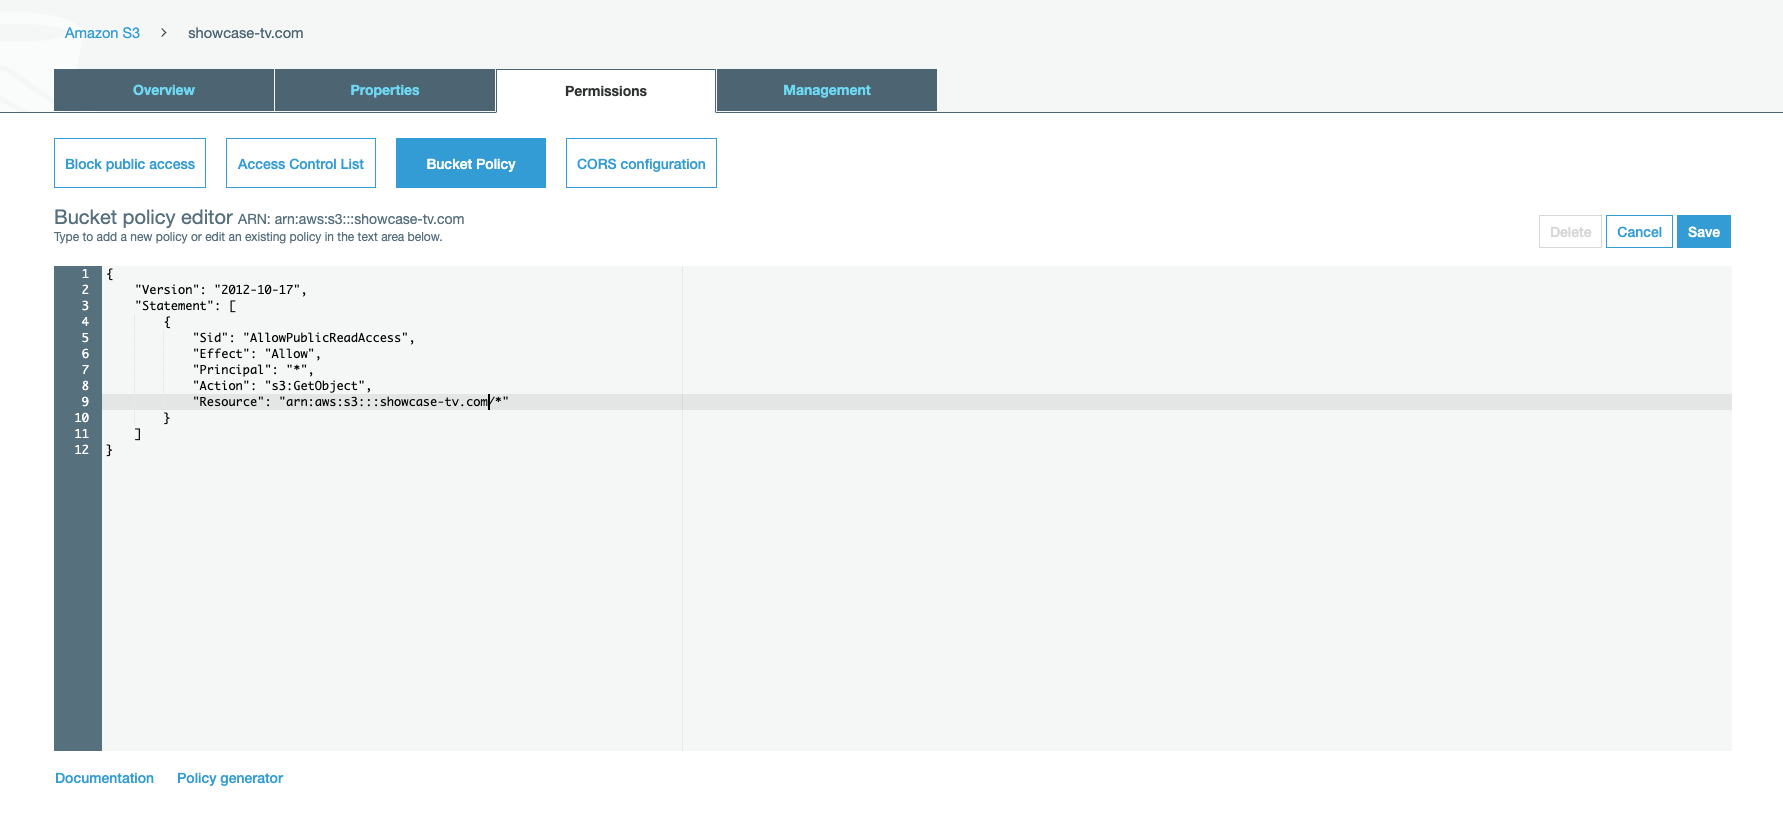 Amazon S3 > showcase-tv.com
Overview Properties Permissions Management
Block public access Access Control List Bucket Policy CORS configuration
Bucket policy editor ARN: arn:aws:s3:::showcase-tv.com
Type to add a new policy or edit an existing policy in the text area below.
Delete Cancel Save
1 {
2     "Version": "2012-10-17",
3     "Statement": [
4         {
5             "Sid": "AllowPublicReadAccess",
6             "Effect": "Allow",
7             "Principal": "*",
8             "Action": "s3:GetObject",
9             "Resource": "arn:aws:s3:::showcase-tv.com/*"
10         }
11     ]
12 }
Documentation Policy generator